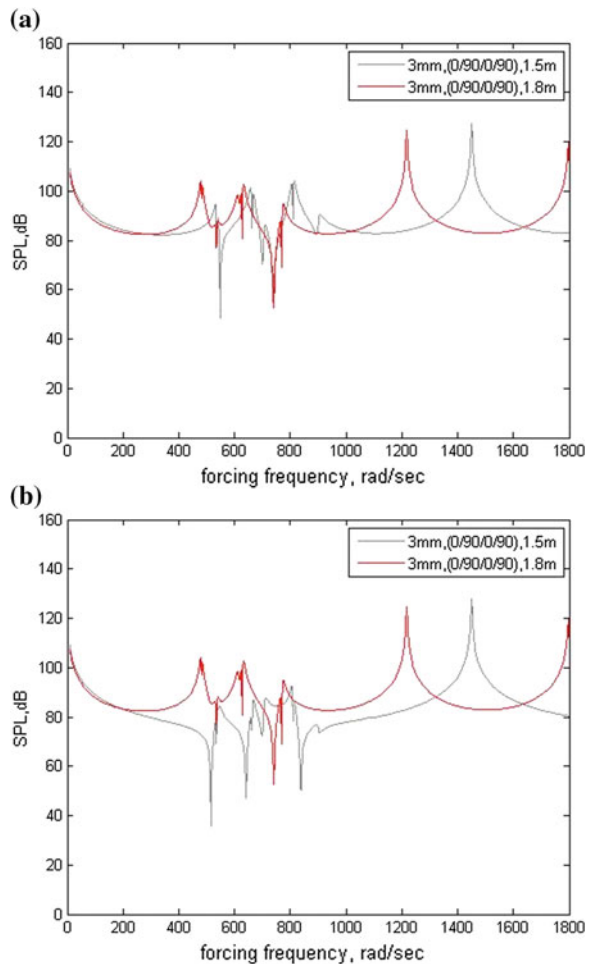 (a)
160
140
120
100
80
60
40
20
0
SPL,dB
3mm,(0/90/0/90),1.5m
3mm,(0/90/0/90),1.8m
0 200 400 600 800 1000 1200 1400 1600 1800
forcing frequency, rad/sec
(b)
160
140
120
100
80
60
40
20
0
SPL,dB
3mm,(0/90/0/90),1.5m
3mm,(0/90/0/90),1.8m
0 200 400 600 800 1000 1200 1400 1600 1800
forcing frequency, rad/sec